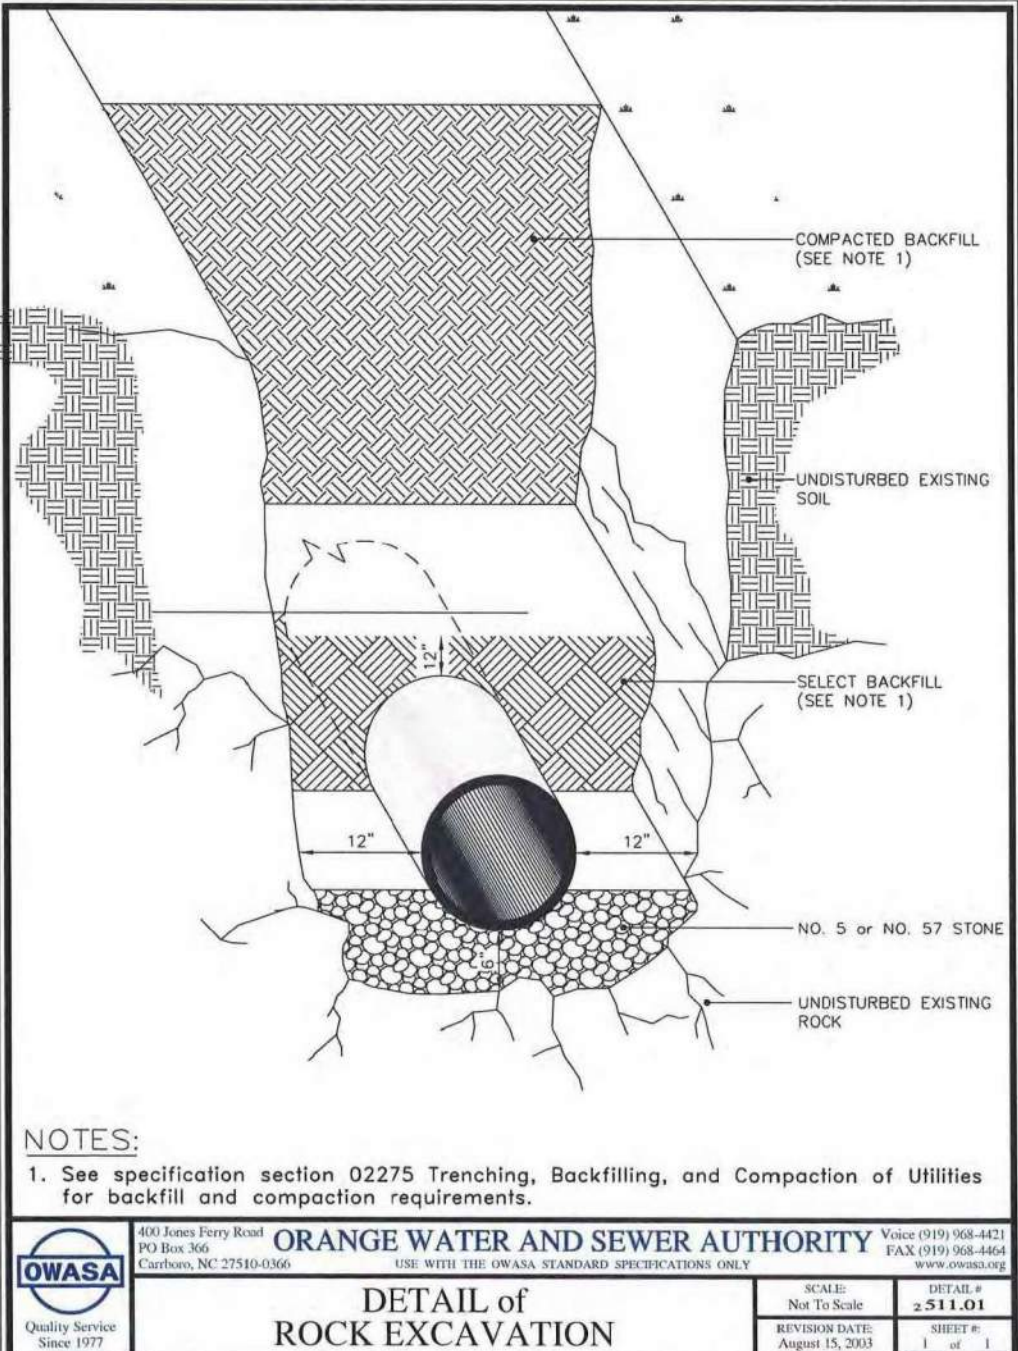 COMPACTED BACKFILL
(SEE NOTE 1)
UNDISTURBED EXISTING
SOIL
12"
SELECT BACKFILL
(SEE NOTE 1)
12"
12"
NO. 5 or NO. 57 STONE
6"
UNDISTURBED EXISTING
ROCK
NOTES:
1. See specification section 02275 Trenching, Backfilling, and Compaction of Utilities
for backfill and compaction requirements.
OWASA
Quality Service
Since 1977
400 Jones Ferry Road
PO Box 366
Carrboro, NC 27510-0366
ORANGE WATER AND SEWER AUTHORITY
USE WITH THE OWASA STANDARD SPECIFICATIONS ONLY
Voice (919) 968-4421
FAX (919) 968-4464
www.owasa.org
DETAIL of
ROCK EXCAVATION
SCALE:
Not To Scale
DETAIL #
2511.01
REVISION DATE:
August 15, 2003
SHEET #:
1 of 1